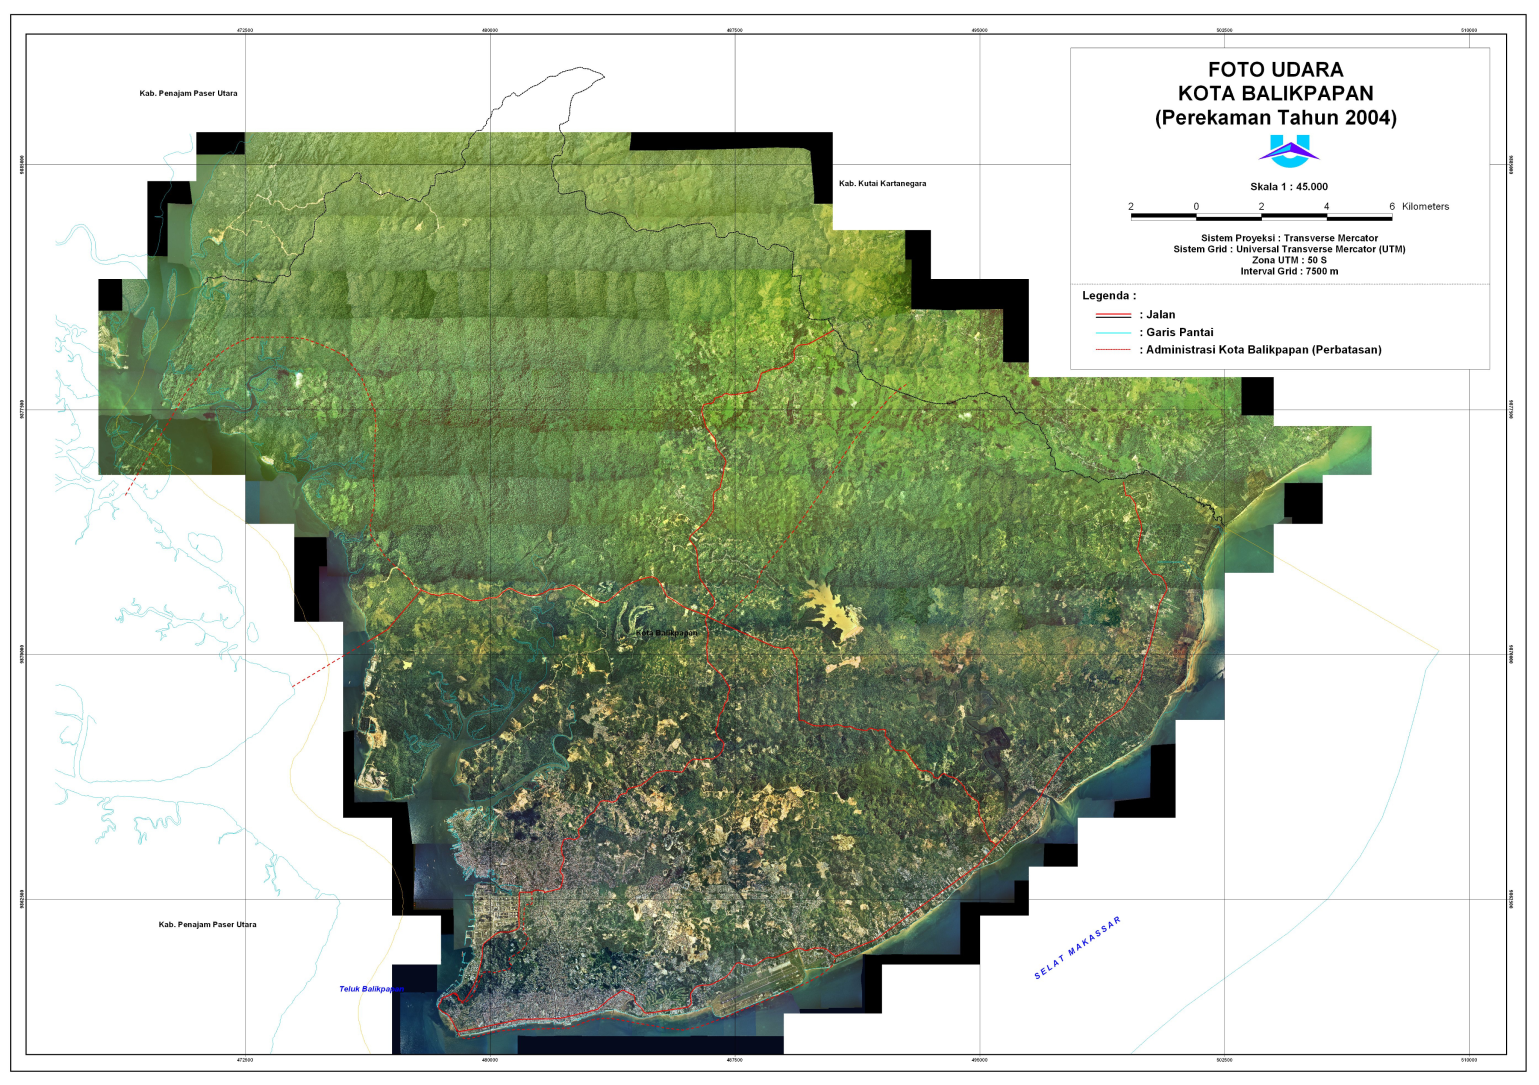 472500 480000 487500 495000 502500 510000
FOTO UDARA
KOTA BALIKPAPAN
(Perekaman Tahun 2004)
Skala 1 : 45.000
2 0 2 4 6 Kilometers
Sistem Proyeksi : Transverse Mercator
Sistem Grid : Universal Transverse Mercator (UTM)
Zona UTM : 50 S
Interval Grid : 7500 m
Legenda :
: Jalan
: Garis Pantai
: Administrasi Kota Balikpapan (Perbatasan)
Kab. Penajam Paser Utara
Kab. Kutai Kartanegara
Kota Balikpapan
Kab. Penajam Paser Utara
SELAT MAKASSAR
Teluk Balikpapan
472500 480000 487500 495000 502500 510000